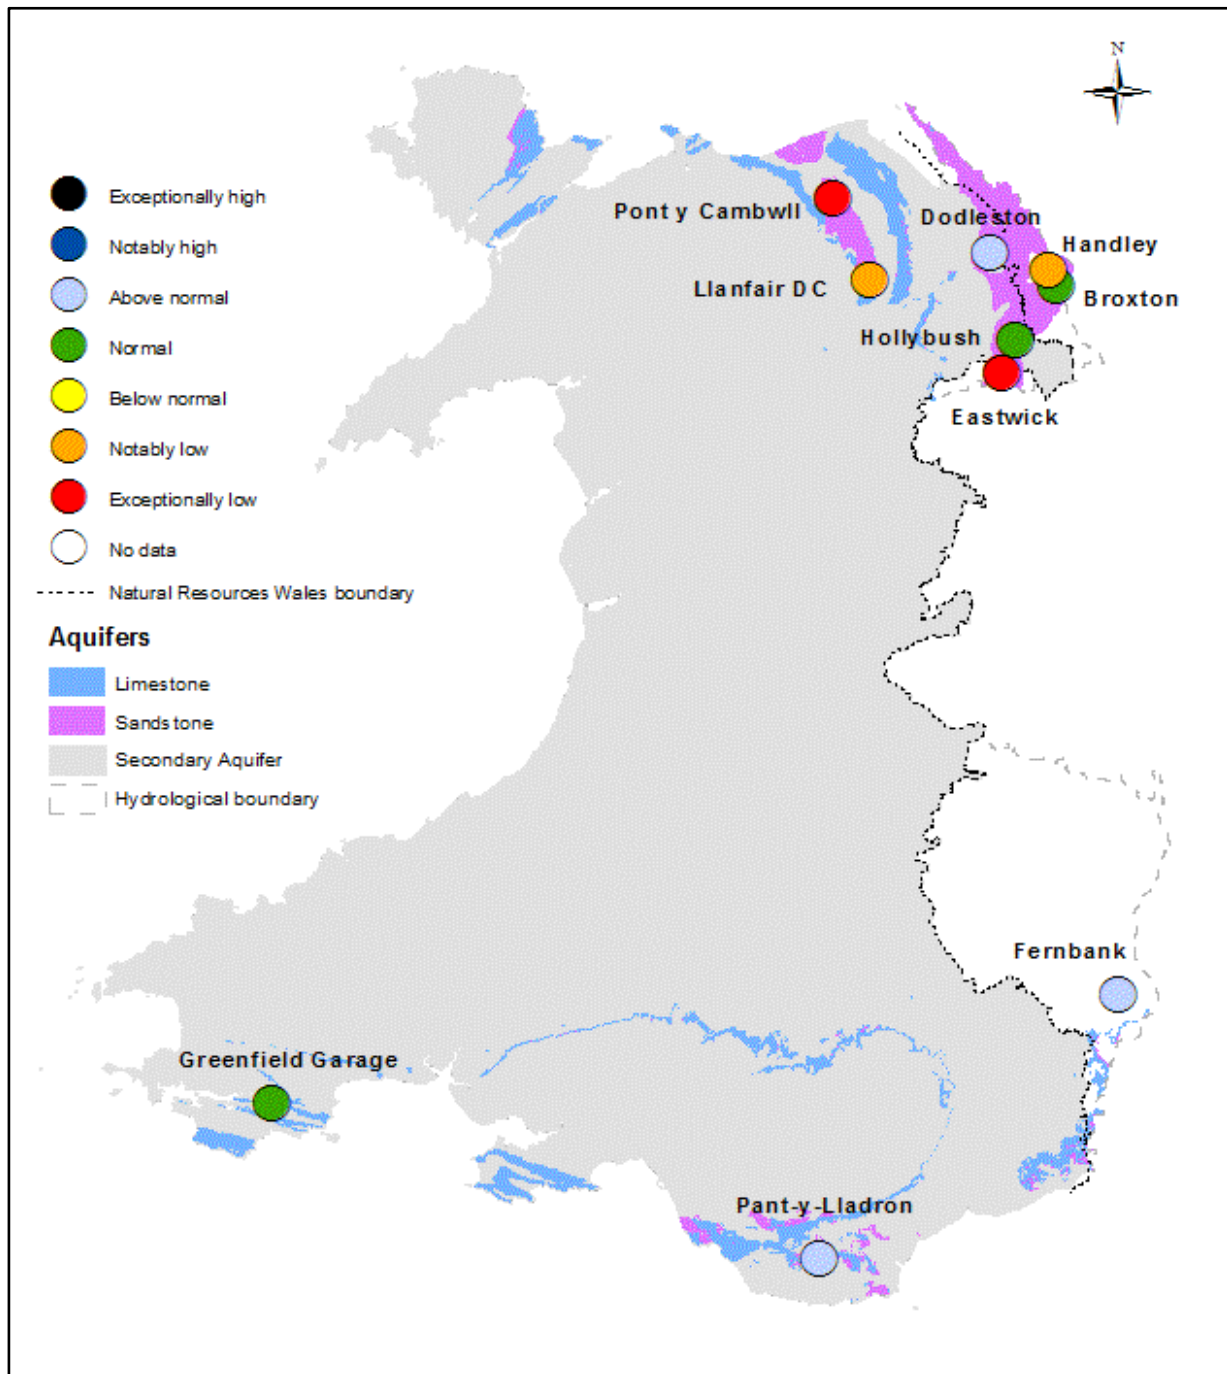 N
Exceptionally high
Notably high
Above normal
Normal
Below normal
Notably low
Exceptionally low
No data
Natural Resources Wales boundary
Aquifers
Limestone
Sandstone
Secondary Aquifer
Hydrological boundary
Pont y Cambwll
Dodleston
Handley
Llanfair DC
Broxton
Hollybush
Eastwick
Fernbank
Greenfield Garage
Pant-y-Lladron